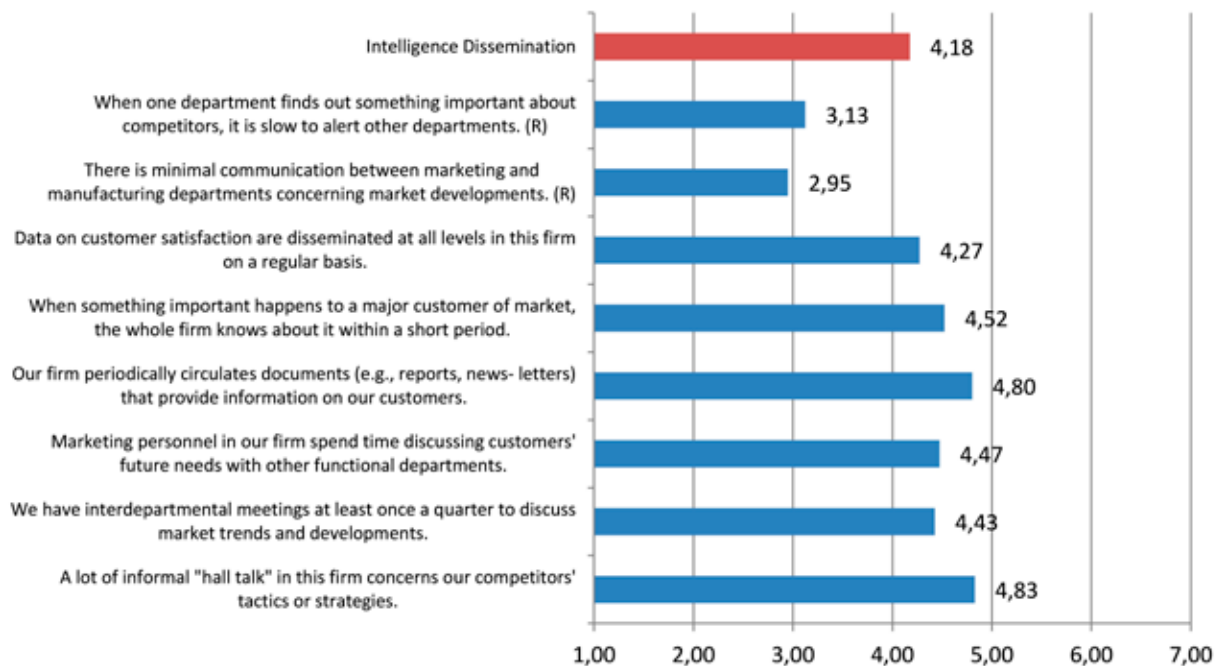 Intelligence Dissemination
4,18
When one department finds out something important about
competitors, it is slow to alert other departments. (R)
3,13
There is minimal communication between marketing and
manufacturing departments concerning market developments. (R)
2,95
Data on customer satisfaction are disseminated at all levels in this firm
on a regular basis.
4,27
When something important happens to a major customer of market,
the whole firm knows about it within a short period.
4,52
Our firm periodically circulates documents (e.g., reports, news- letters)
that provide information on our customers.
4,80
Marketing personnel in our firm spend time discussing customers'
future needs with other functional departments.
4,47
We have interdepartmental meetings at least once a quarter to discuss
market trends and developments.
4,43
A lot of informal "hall talk" in this firm concerns our competitors'
tactics or strategies.
4,83
1,00 2,00 3,00 4,00 5,00 6,00 7,00